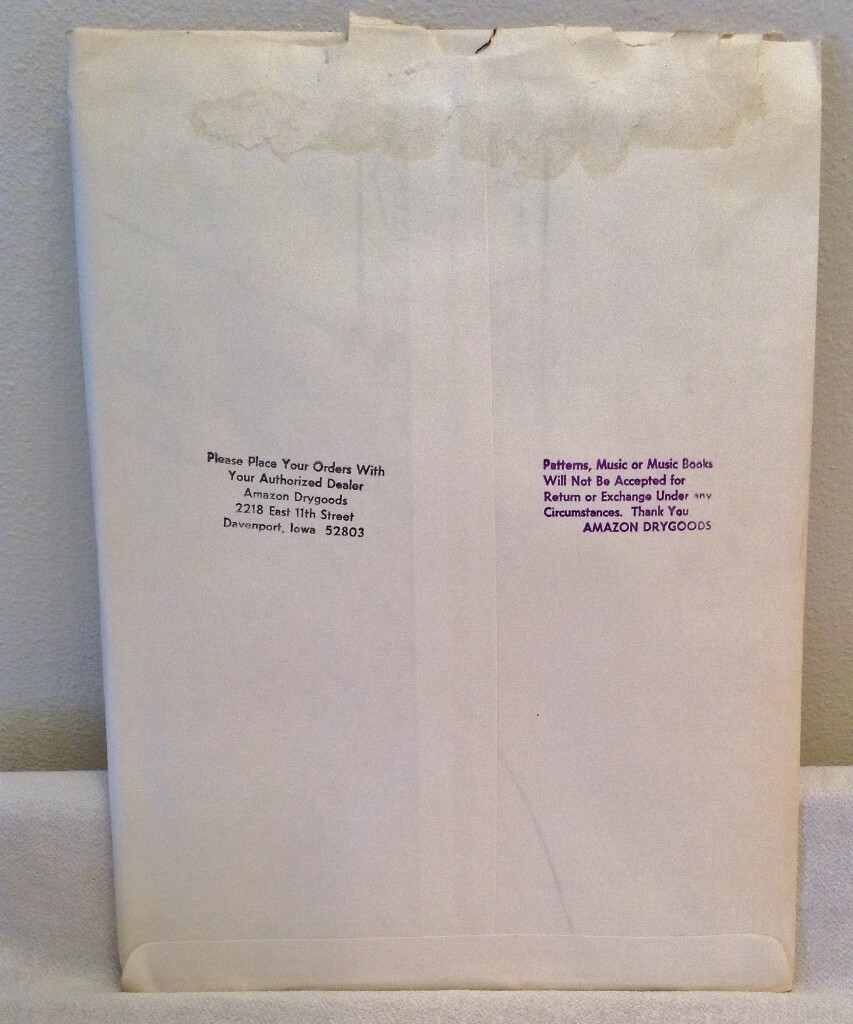 Please Place Your Orders With
Your Authorized Dealer
Amazon Drygoods
2218 East 11th Street
Davenport, Iowa 52803
Patterns, Music or Music Books
Will Not Be Accepted for
Return or Exchange Under any
Circumstances. Thank You
AMAZON DRYGOODS